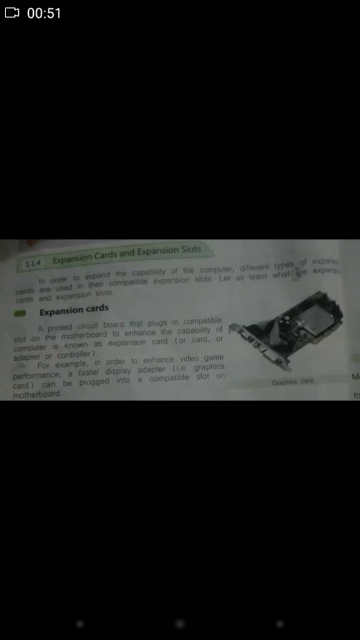 00:51
1.1.4 Expansion Cards and Expansion Slots
In order to expand the capability of the computer, different types of
cards are used in their compatible expansion slots. Let us learn what are
cards and expansion slots.
Expansion cards
A printed circuit board that plugs in compatible
slot on the motherboard to enhance the capability of
computer is known as expansion card (or card, or
adapter or controller).
For example, in order to enhance video game
performance, a faster display adapter (i.e. graphics
card) can be plugged into a compatible slot on
motherboard.
Graphics card